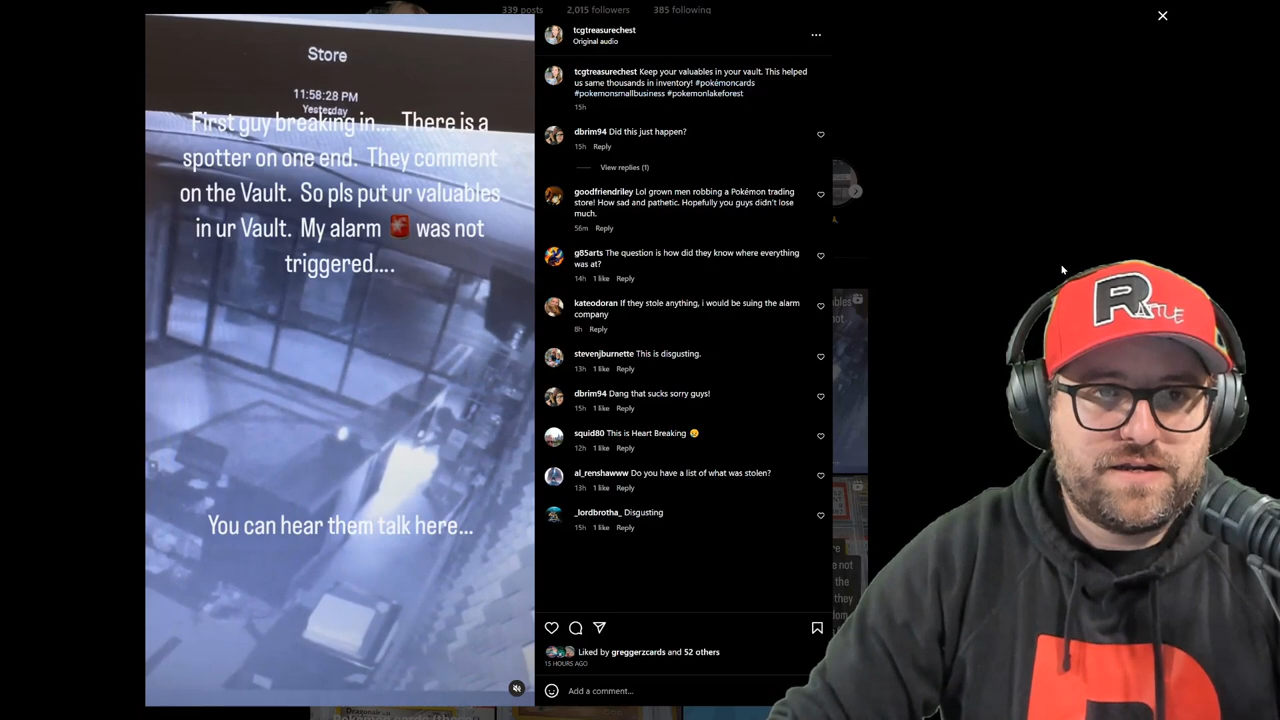 339 posts 2,015 followers 385 following
Store
11:58:28 PM
Yesterday
First guy breaking in.... There is a
spotter on one end. They comment
on the Vault. So pls put ur valuables
in ur Vault. My alarm 🚨 was not
triggered....
You can hear them talk here...
tcgtreasurechest
Original audio
tcgtreasurechest Keep your valuables in your vault. This helped
us same thousands in inventory! #pokémoncards
#pokemonsmallbusiness #pokemonlakeforest
15h
dbrim94 Did this just happen?
15h Reply
View replies (1)
goodfriendriley Lol grown men robbing a Pokémon trading
store! How sad and pathetic. Hopefully you guys didn't lose
much.
56m Reply
g85arts The question is how did they know where everything
was at?
14h 1 like Reply
kateodoran If they stole anything, i would be suing the alarm
company
8h Reply
stevenjburnette This is disgusting.
13h 1 like Reply
dbrim94 Dang that sucks sorry guys!
15h 1 like Reply
squid80 This is Heart Breaking 😢
12h 1 like Reply
al_renshawww Do you have a list of what was stolen?
13h 1 like Reply
_lordbrotha_ Disgusting
15h 1 like Reply
Liked by greggerzcards and 52 others
15 HOURS AGO
Add a comment...
R
R